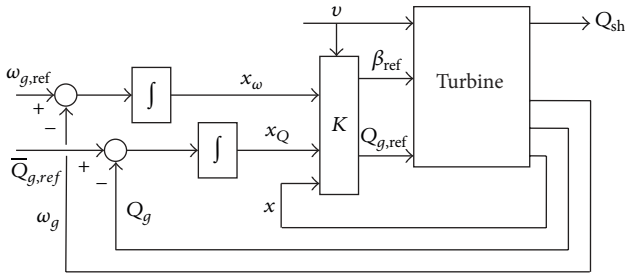 υ
Q_sh
ω_g,ref
β_ref
Turbine
∫
x_ω
+
−
K
Q̅_g,ref
+
−
∫
x_Q
Q_g,ref
ω_g
Q_g
x